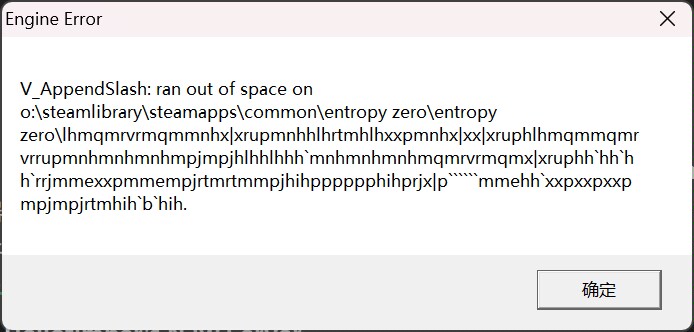 Engine Error
V_AppendSlash: ran out of space on
o:\steamlibrary\steamapps\common\entropy zero\entropy
zero\lhmqmrvrmqmmnhx|xrupmnhhlhrtmhlhxxpmnhx|xx|xruphlhmqmmqmr
vrrupmnhmnhmnhmpjmpjhlhhlhhh`mnhmnhmnhmqmrvrmqmx|xruphh`hh`h
h`rrjmmexxpmmempjrtmrtmmpjhihppppppphihprjx|p``````mmehh`xxpxxpxxp
mpjmpjrtmhih`b`hih.
确定